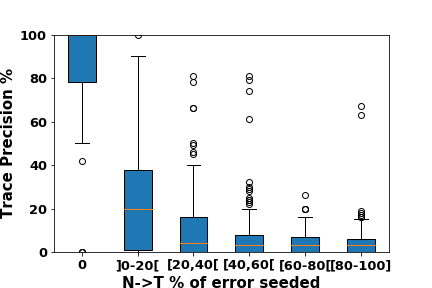 Trace Precision %
100
80
60
40
20
0
0 ]0-20[ [20,40[ [40,60[ [60-80[ [80-100]
N->T % of error seeded